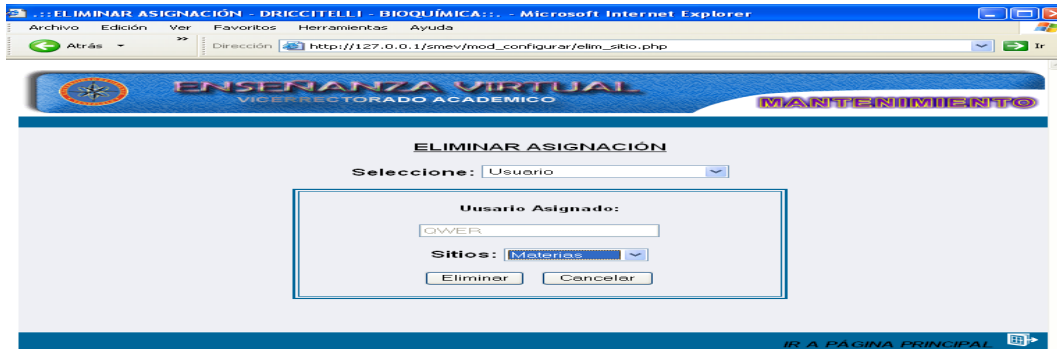 .::ELIMINAR ASIGNACIÓN - DRICCITELLI - BIOQUÍMICA::. - Microsoft Internet Explorer
Archivo Edición Ver Favoritos Herramientas Ayuda
Atrás » Dirección http://127.0.0.1/smev/mod_configurar/elim_sitio.php Ir
ENSEÑANZA VIRTUAL
VICERRECTORADO ACADEMICO
MANTENIMIENTO
ELIMINAR ASIGNACIÓN
Seleccione: Usuario
Uusario Asignado:
QWER
Sitios: Materias
Eliminar Cancelar
IR A PÁGINA PRINCIPAL